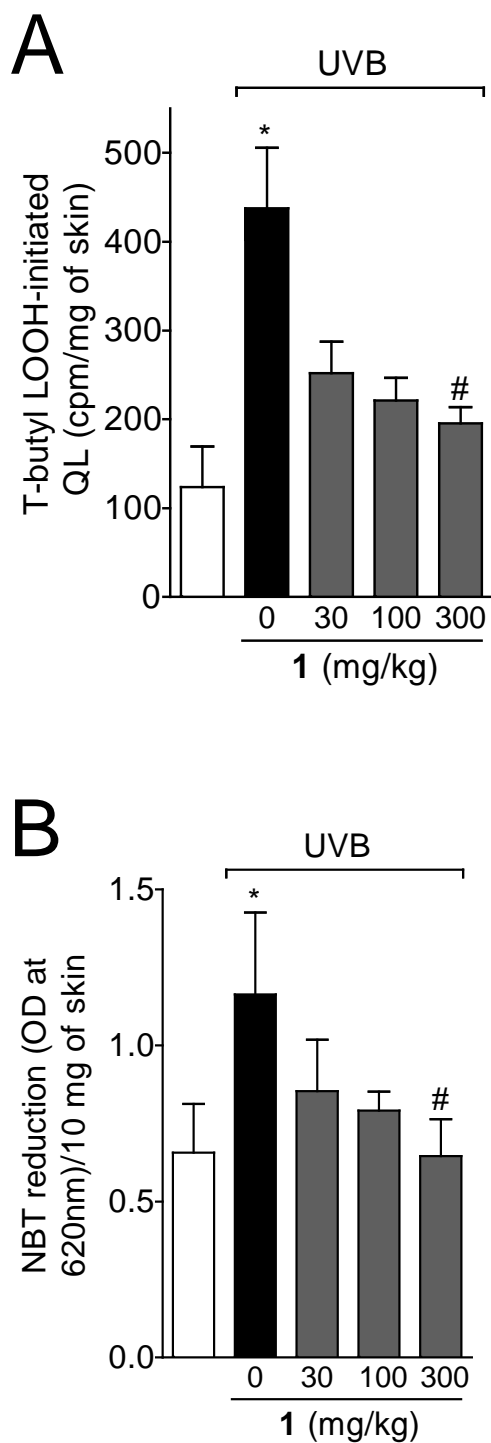 A
UVB
*
#
T-butyl LOOH-initiated
QL (cpm/mg of skin)
500
400
300
200
100
0
0 30 100 300
1 (mg/kg)
B
UVB
*
#
NBT reduction (OD at
620nm)/10 mg of skin
1.5
1.0
0.5
0.0
0 30 100 300
1 (mg/kg)